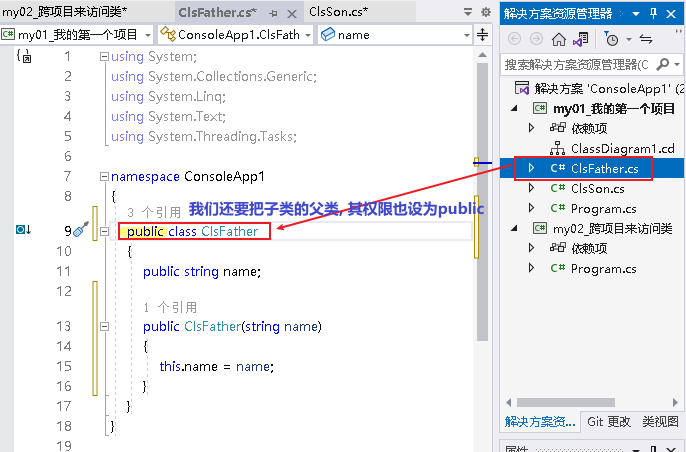 my02_跨项目来访问类*
ClsFather.cs*
ClsSon.cs*
my01_我的第一个项目
ConsoleApp1.ClsFath
name
1 using System;
2 using System.Collections.Generic;
3 using System.Linq;
4 using System.Text;
5 using System.Threading.Tasks;
6
7 namespace ConsoleApp1
8 {
3 个引用
我们还要把子类的父类, 其权限也设为public
9 public class ClsFather
10 {
11 public string name;
12
1 个引用
13 public ClsFather(string name)
14 {
15 this.name = name;
16 }
17 }
18 }
19
解决方案资源管理器
搜索解决方案资源管理器(C
解决方案 'ConsoleApp1' (2
my01_我的第一个项目
依赖项
ClassDiagram1.cd
C# ClsFather.cs
C# ClsSon.cs
C# Program.cs
my02_跨项目来访问类
依赖项
C# Program.cs
解决方案资...
Git 更改
类视图
属性